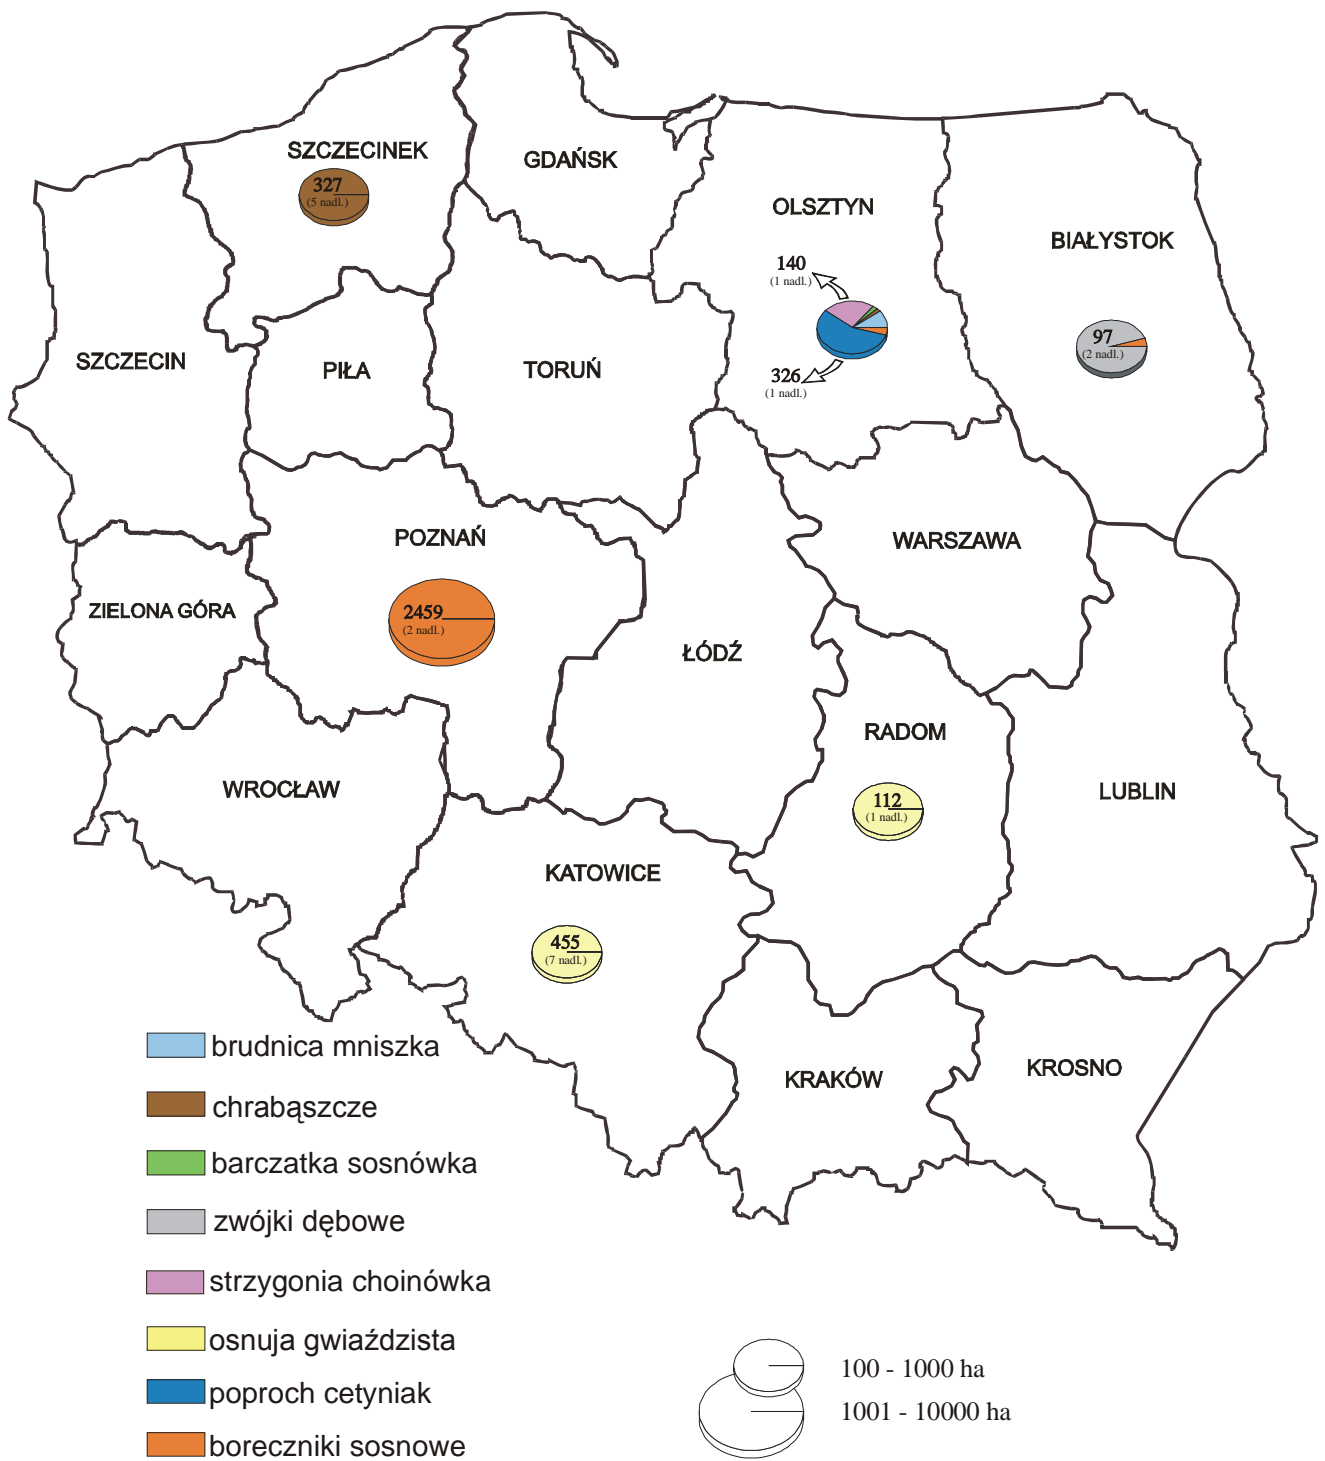 SZCZECINEK
327
(5 nadl.)
GDAŃSK
OLSZTYN
140
(1 nadl.)
326
(1 nadl.)
BIAŁYSTOK
97
(2 nadl.)
SZCZECIN
PIŁA
TORUŃ
POZNAŃ
2459
(2 nadl.)
WARSZAWA
ZIELONA GÓRA
ŁÓDŹ
RADOM
112
(1 nadl.)
WROCŁAW
LUBLIN
KATOWICE
455
(7 nadl.)
KRAKÓW
KROSNO
brudnica mniszka
chrabąszcze
barczatka sosnówka
zwójki dębowe
strzygonia choinówka
osnuja gwiaździsta
poproch cetyniak
boreczniki sosnowe
100 - 1000 ha
1001 - 10000 ha